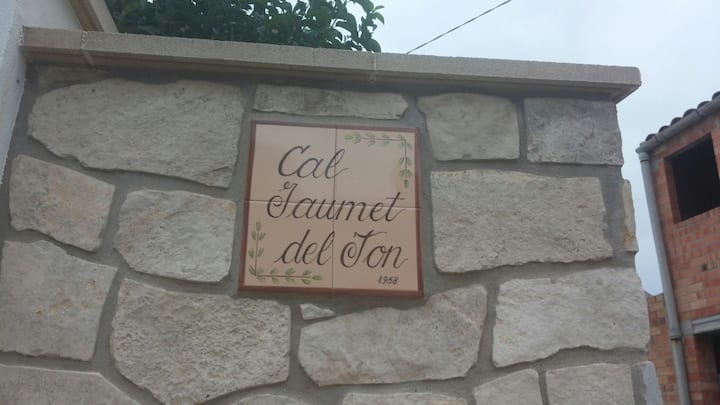 Cal
Jaumet
del Ton
1958